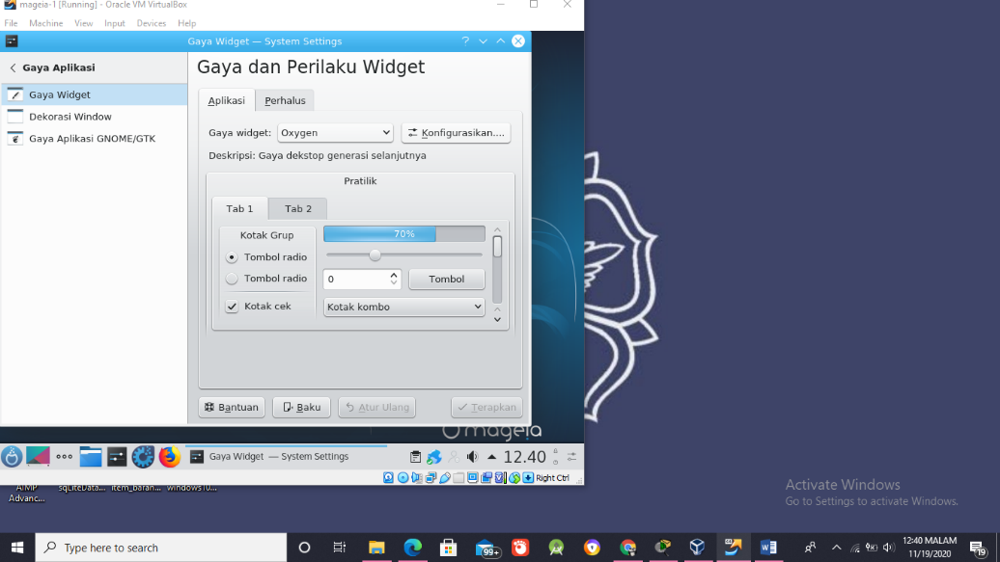 mageia-1 [Running] - Oracle VM VirtualBox
File Machine View Input Devices Help
Gaya Widget — System Settings
Gaya Aplikasi
Gaya Widget
Dekorasi Window
Gaya Aplikasi GNOME/GTK
Gaya dan Perilaku Widget
Aplikasi Perhalus
Gaya widget: Oxygen Konfigurasikan....
Deskripsi: Gaya dekstop generasi selanjutnya
Pratilik
Tab 1 Tab 2
Kotak Grup 70%
Tombol radio
Tombol radio 0 Tombol
Kotak cek Kotak kombo
Bantuan Baku Atur Ulang Terapkan
mageia
Gaya Widget — System Settings 12.40
Right Ctrl
AIMP sqLiteData... item_baran... windows10...
Advanc...
Activate Windows
Go to Settings to activate Windows.
Type here to search 99+ 12:40 MALAM
11/19/2020 19